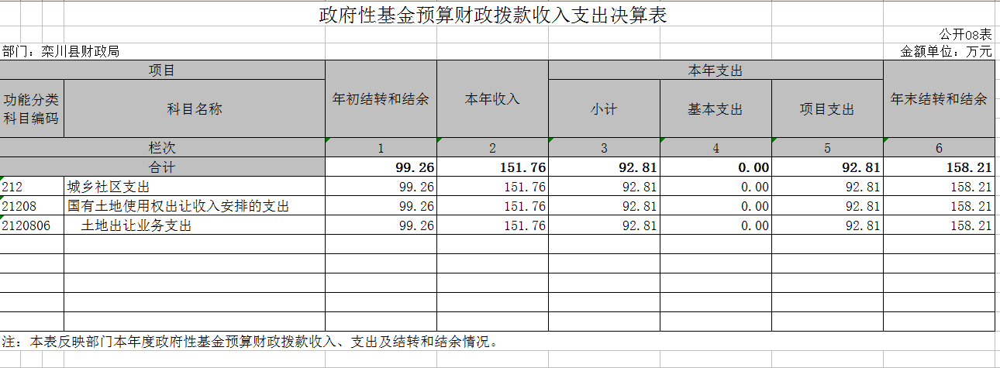 政府性基金预算财政拨款收入支出决算表
公开08表
部门：栾川县财政局 金额单位：万元
项目 年初结转和结余 本年收入 本年支出 年末结转和结余
功能分类科目编码 科目名称 小计 基本支出 项目支出
栏次 1 2 3 4 5 6
合计 99.26 151.76 92.81 0.00 92.81 158.21
212 城乡社区支出 99.26 151.76 92.81 0.00 92.81 158.21
21208 国有土地使用权出让收入安排的支出 99.26 151.76 92.81 0.00 92.81 158.21
2120806 土地出让业务支出 99.26 151.76 92.81 0.00 92.81 158.21
注：本表反映部门本年度政府性基金预算财政拨款收入、支出及结转和结余情况。